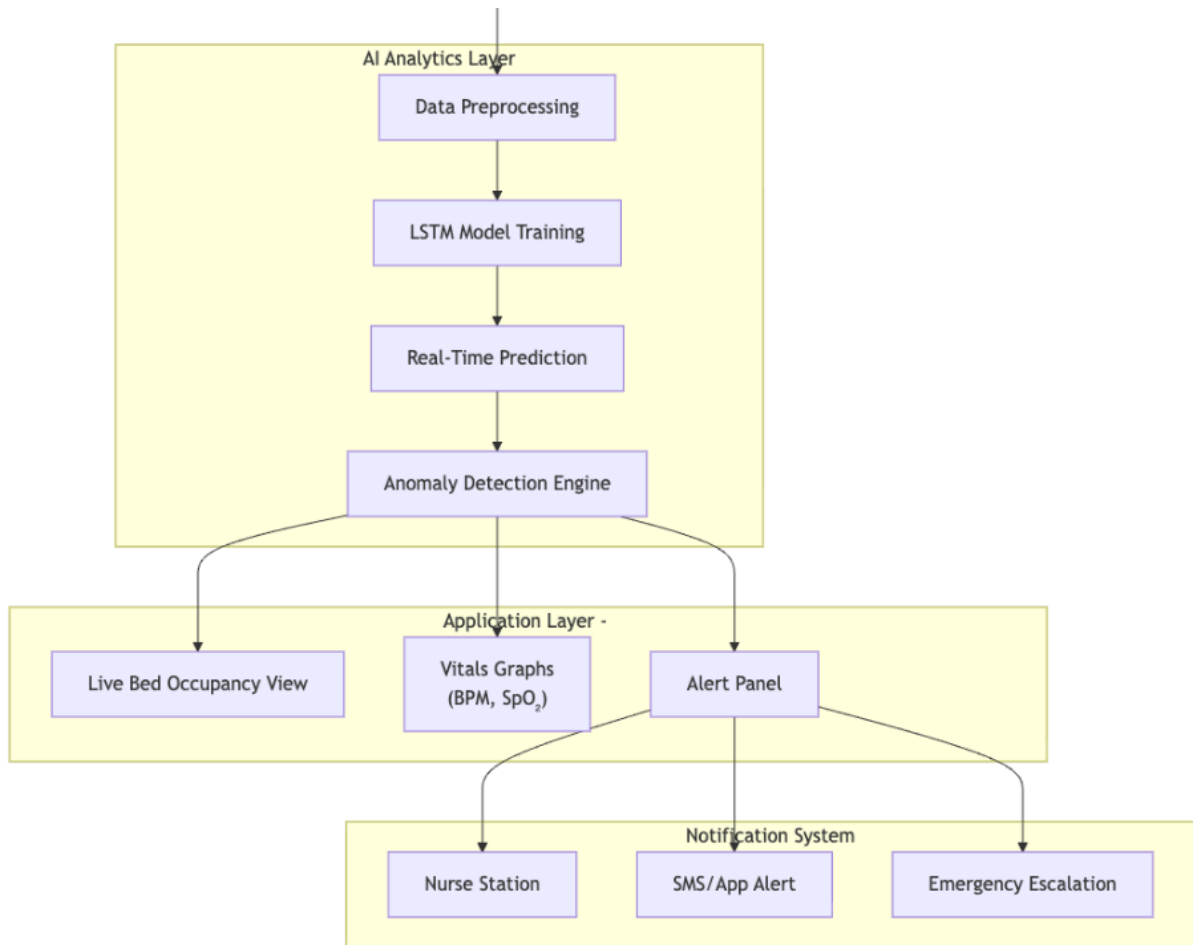 AI Analytics Layer
Data Preprocessing
LSTM Model Training
Real-Time Prediction
Anomaly Detection Engine
Application Layer -
Live Bed Occupancy View
Vitals Graphs
(BPM, SpO₂)
Alert Panel
Notification System
Nurse Station
SMS/App Alert
Emergency Escalation